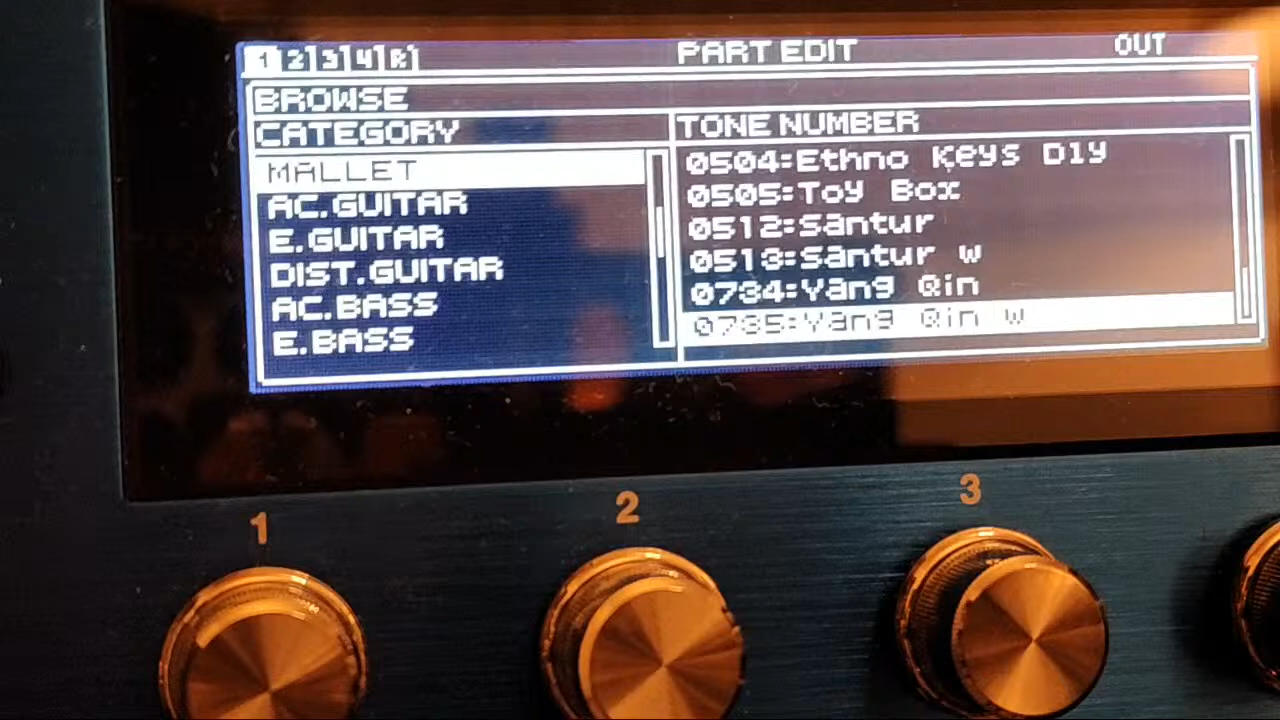 1 2 3 4 R PART EDIT OUT
BROWSE
CATEGORY TONE NUMBER
MALLET 0504:Ethno Keys D1y
AC.GUITAR 0505:Toy Box
E.GUITAR 0512:Santur
DIST.GUITAR 0513:Santur w
AC.BASS 0734:Yang Qin
E.BASS 0735:Yang Qin w
1 2 3